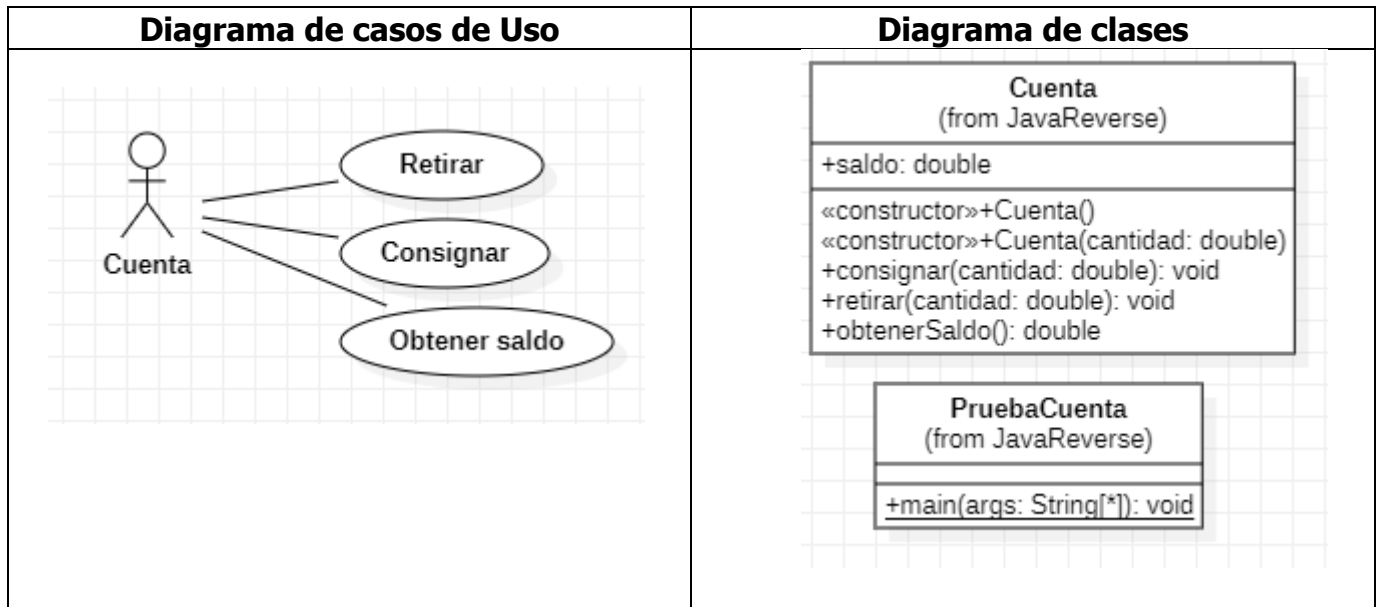 Diagrama de casos de Uso
Cuenta
Retirar
Consignar
Obtener saldo
Diagrama de clases
Cuenta
(from JavaReverse)
+saldo: double
«constructor»+Cuenta()
«constructor»+Cuenta(cantidad: double)
+consignar(cantidad: double): void
+retirar(cantidad: double): void
+obtenerSaldo(): double
PruebaCuenta
(from JavaReverse)
+main(args: String[*]): void